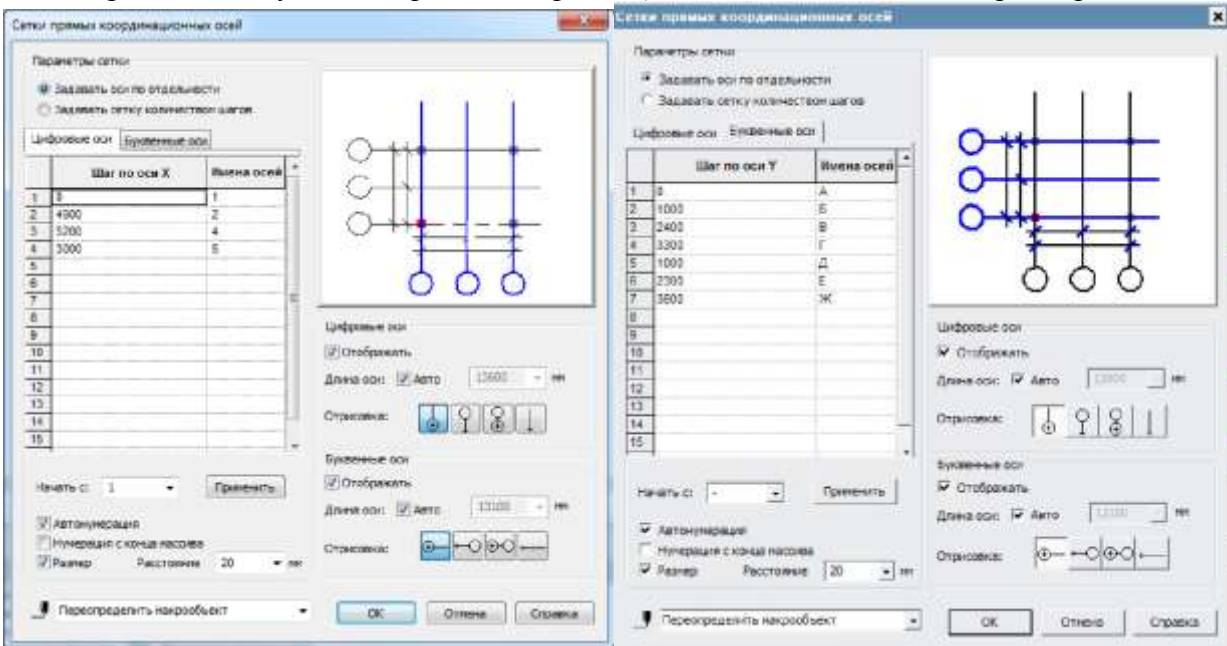 Сетки прямых координационных осей
Параметры сетки
Задавать оси по отдельности
Задавать сетку количеством шагов
Цифровые оси Буквенные оси
Шаг по оси X Имена осей
1 0 1
2 4900 2
3 5200 4
4 3000 5
5
6
7
8
9
10
11
12
13
14
15
Начать с: 1 Применить
Автонумерация
Нумерация с конца массива
Размер Расстояние 20 мм
Переопределить макрообъект
Цифровые оси
Отображать
Длина оси: Авто 13600 мм
Отрисовка:
Буквенные оси
Отображать
Длина оси: Авто 13100 мм
Отрисовка:
ОК Отмена Справка
Сетки прямых координационных осей
Параметры сетки
Задавать оси по отдельности
Задавать сетку количеством шагов
Цифровые оси Буквенные оси
Шаг по оси Y Имена осей
1 0 А
2 1000 Б
3 2400 В
4 3300 Г
5 1000 Д
6 2300 Е
7 3600 Ж
8
9
10
11
12
13
14
15
Начать с: - Применить
Автонумерация
Нумерация с конца массива
Размер Расстояние 20 мм
Переопределить макрообъект
Цифровые оси
Отображать
Длина оси: Авто мм
Отрисовка:
Буквенные оси
Отображать
Длина оси: Авто 13100 мм
Отрисовка:
ОК Отмена Справка